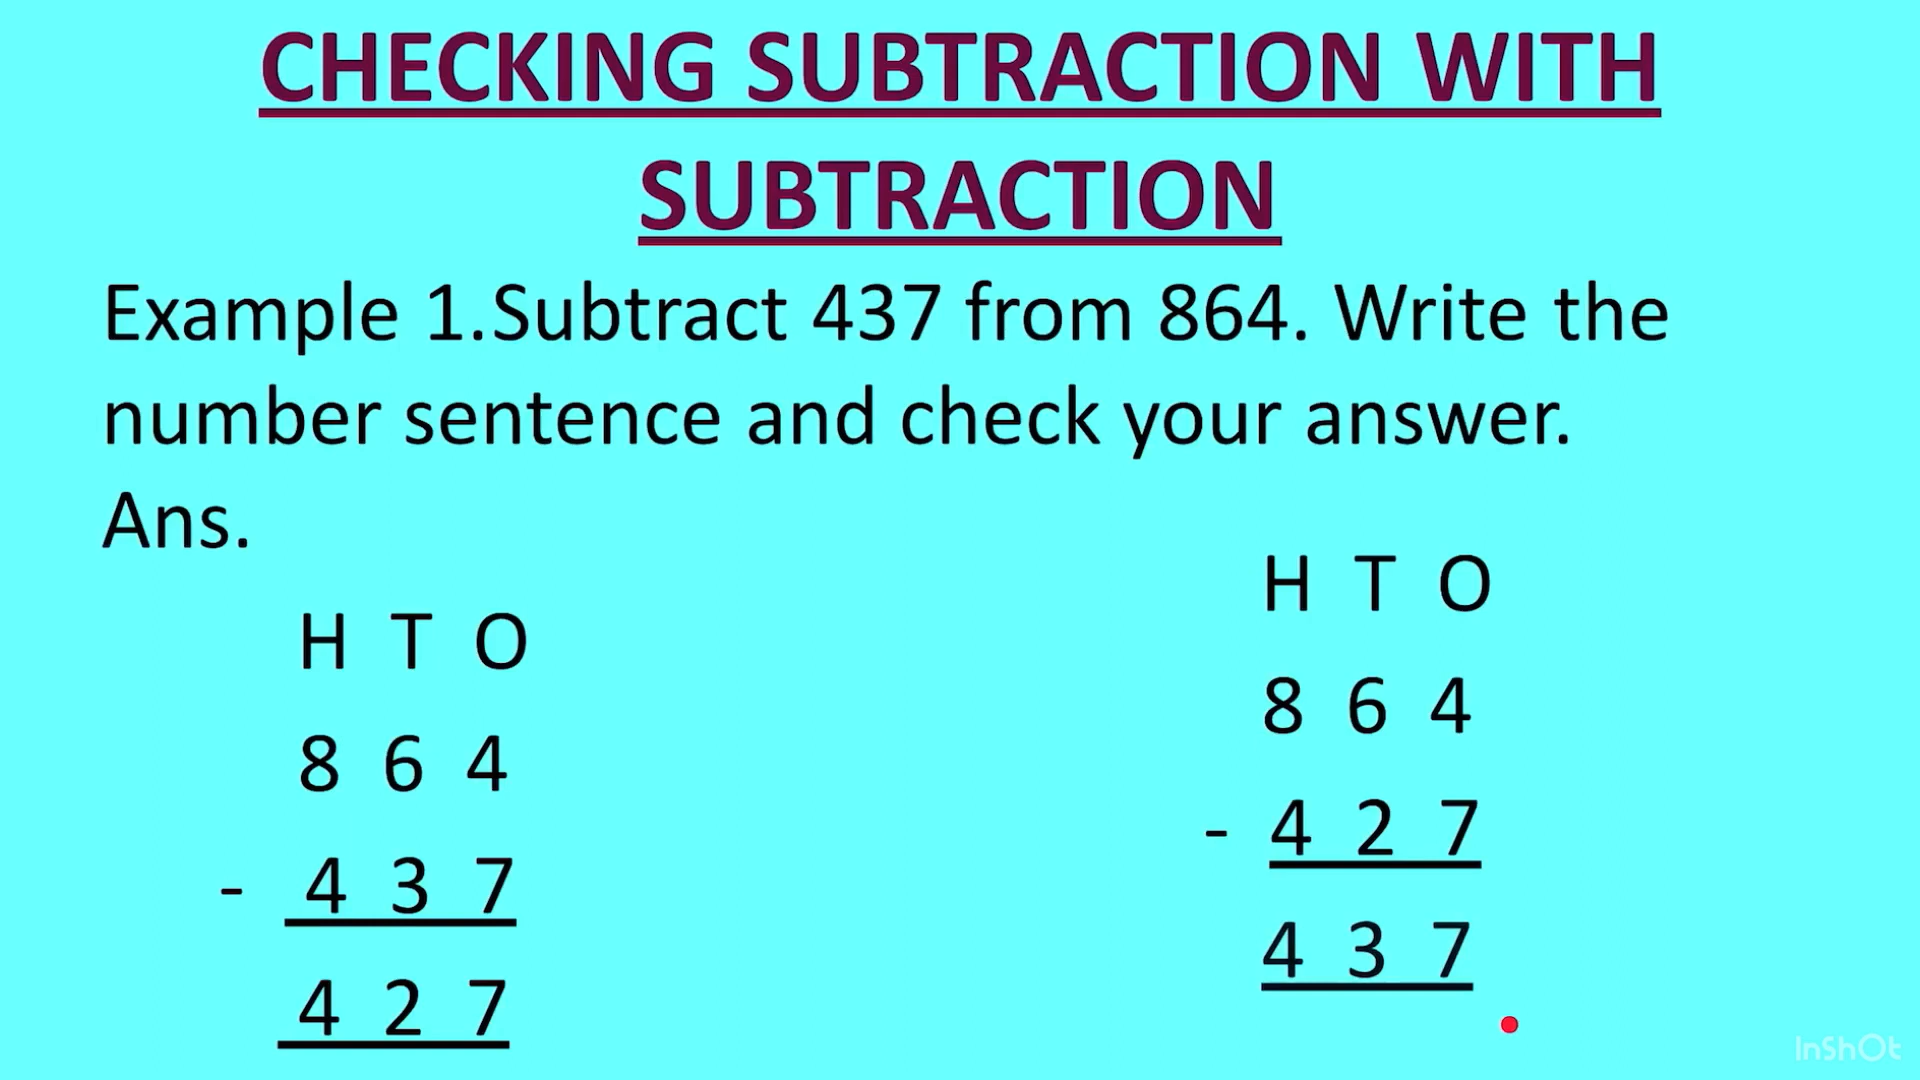 CHECKING SUBTRACTION WITH
SUBTRACTION
Example 1.Subtract 437 from 864. Write the
number sentence and check your answer.
Ans.
H T O
8 6 4
- 4 3 7
4 2 7
H T O
8 6 4
- 4 2 7
4 3 7
InShOt